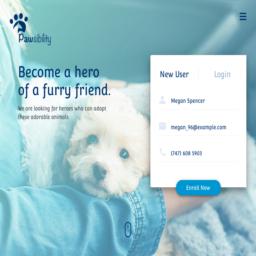 Pawsibility
Become a hero
of a furry friend.
We are looking for heroes who can adopt
these adorable animals.
New User
Login
Megan Spencer
megan_96@example.com
(747) 608 5903
Enroll Now